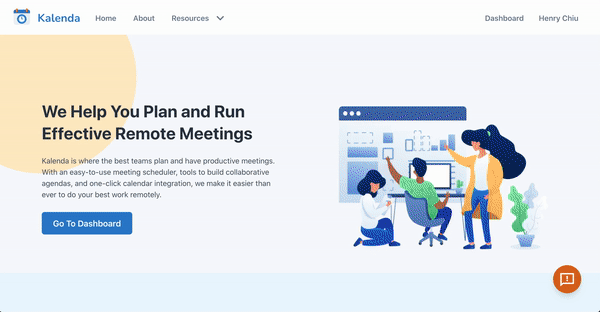 Kalenda
Home
About
Resources
Dashboard
Henry Chiu
We Help You Plan and Run
Effective Remote Meetings
Kalenda is where the best teams plan and have productive meetings.
With an easy-to-use meeting scheduler, tools to build collaborative
agendas, and one-click calendar integration, we make it easier than
ever to do your best work remotely.
Go To Dashboard